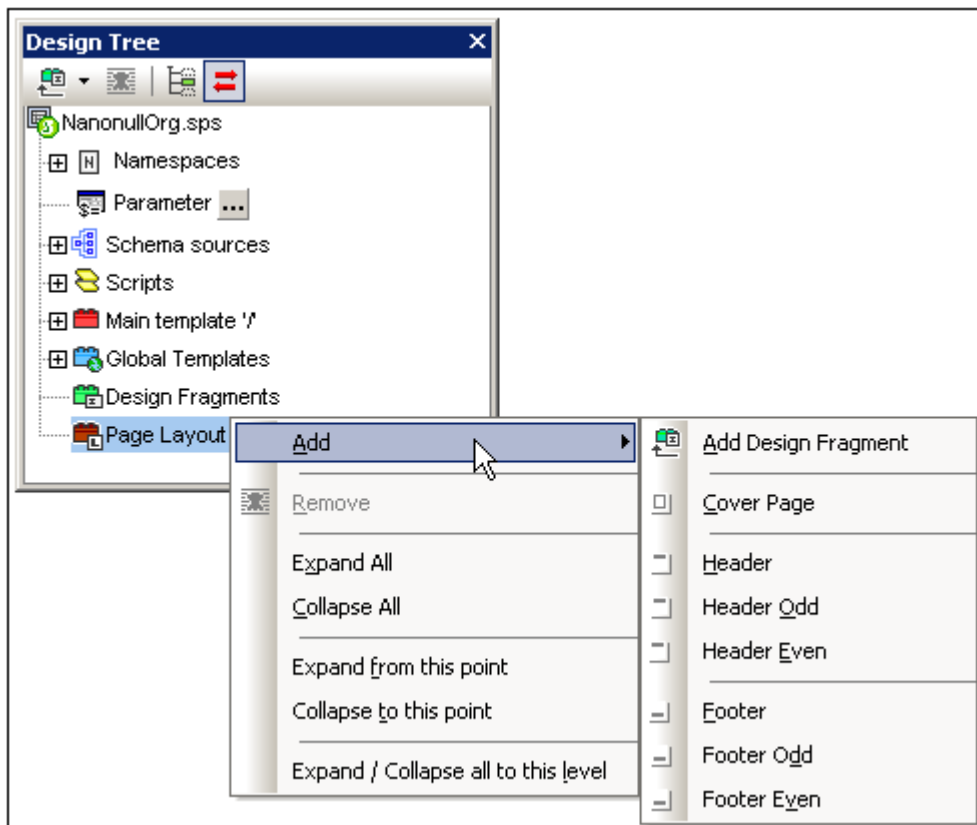 Design Tree
NanonullOrg.sps
Namespaces
Parameter ...
Schema sources
Scripts
Main template '/'
Global Templates
Design Fragments
Page Layout
Add
Remove
Expand All
Collapse All
Expand from this point
Collapse to this point
Expand / Collapse all to this level
Add Design Fragment
Cover Page
Header
Header Odd
Header Even
Footer
Footer Odd
Footer Even